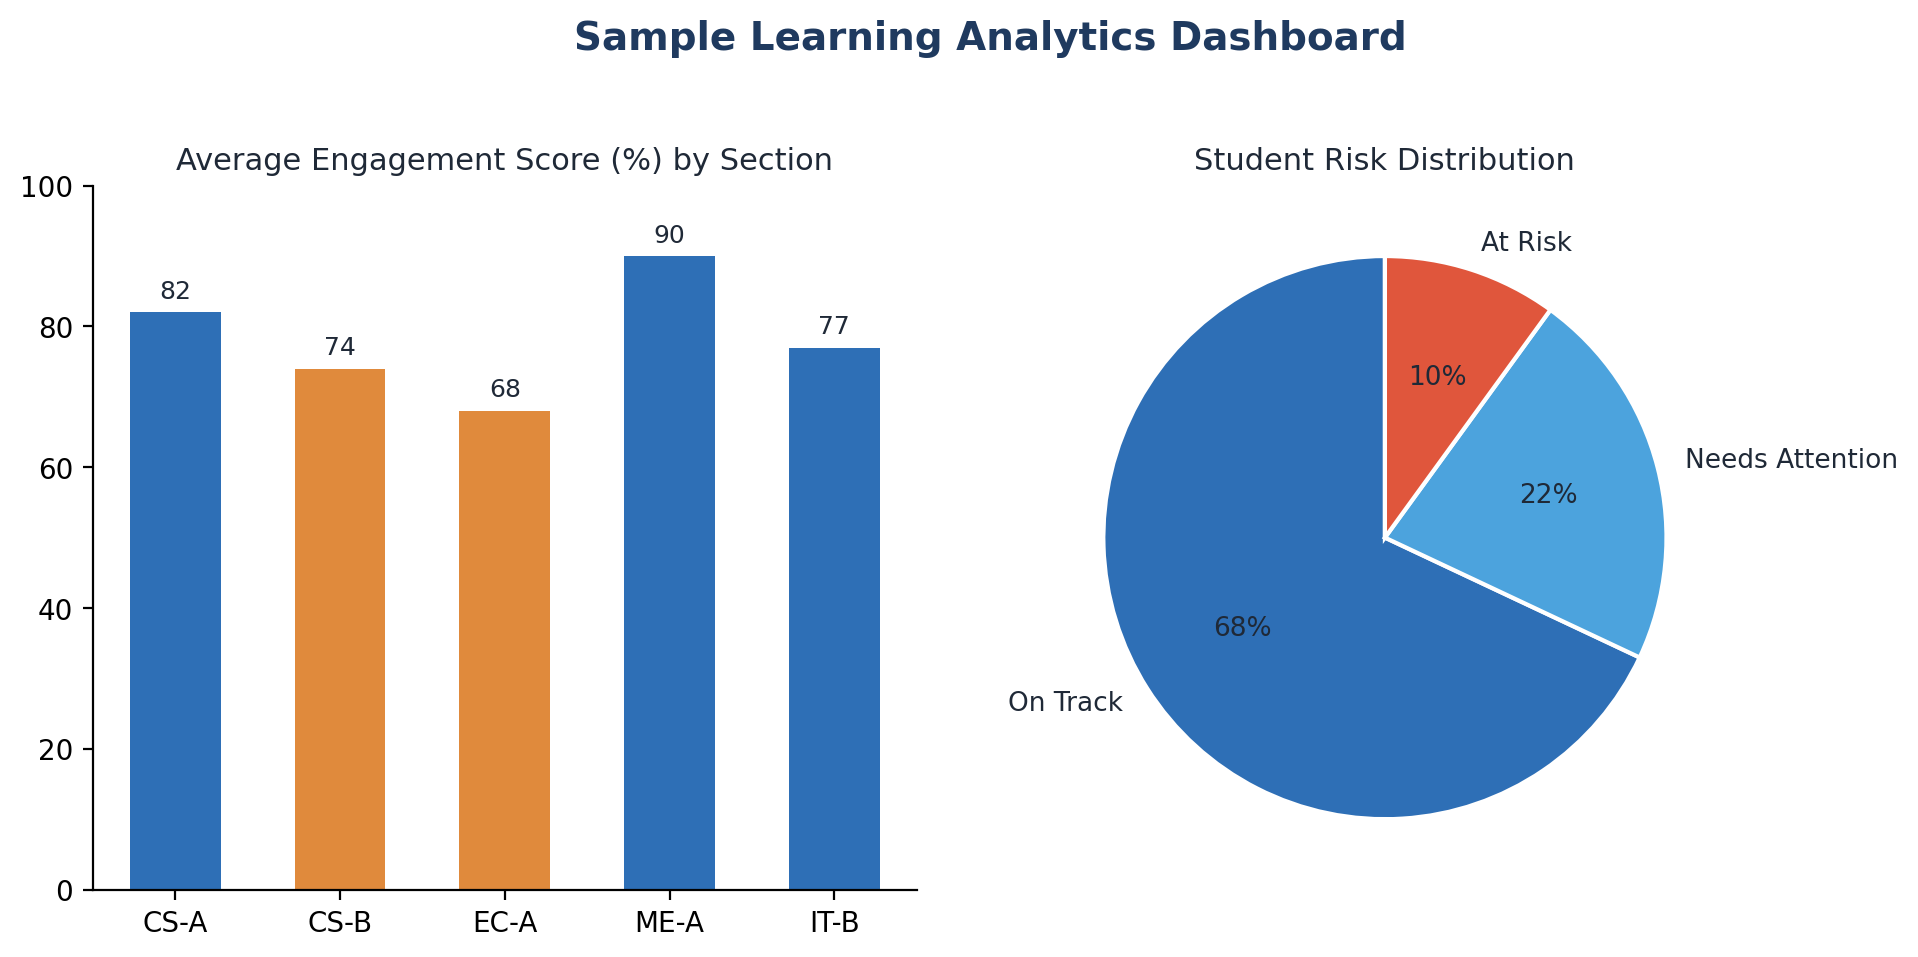 Sample Learning Analytics Dashboard
Average Engagement Score (%) by Section
100
80
60
40
20
0
82
74
68
90
77
CS-A
CS-B
EC-A
ME-A
IT-B
Student Risk Distribution
At Risk
10%
Needs Attention
22%
68%
On Track